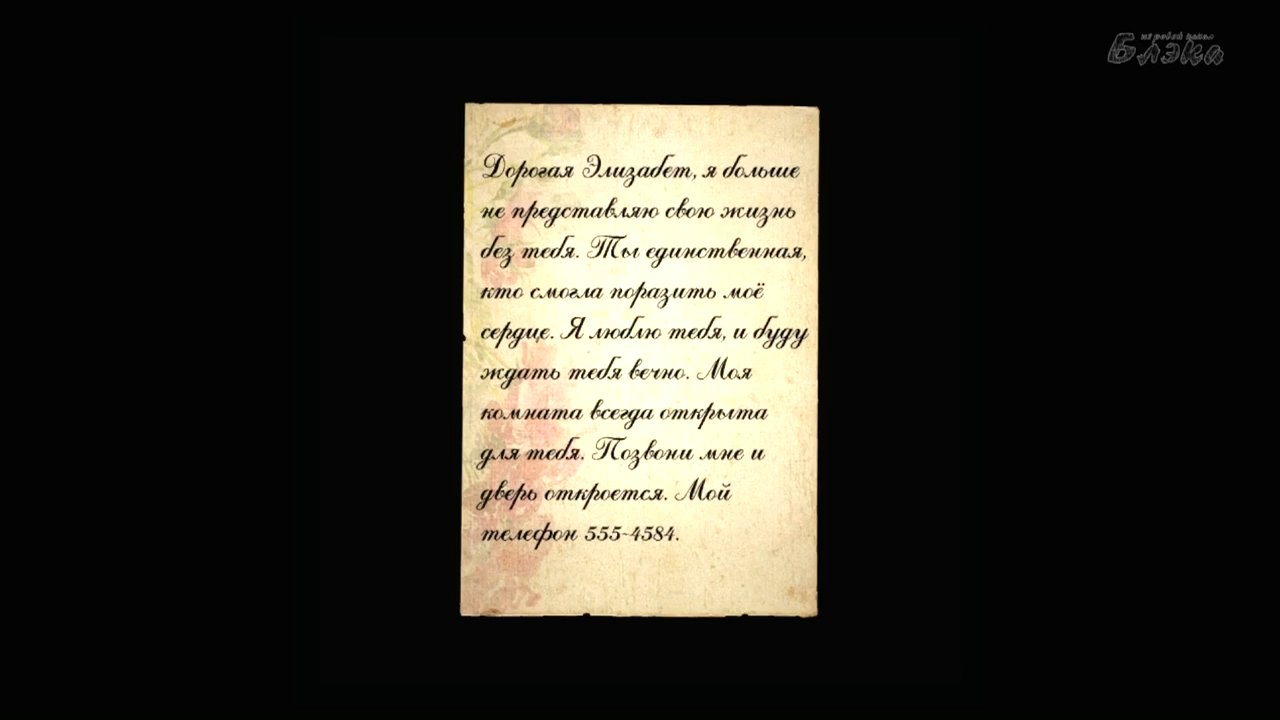 Блэка
Дорогая Элизабет, я больше
не представляю свою жизнь
без тебя. Ты единственная,
кто смогла поразить моё
сердце. Я люблю тебя, и буду
ждать тебя вечно. Моя
комната всегда открыта
для тебя. Позвони мне и
дверь откроется. Мой
телефон 555-4584.